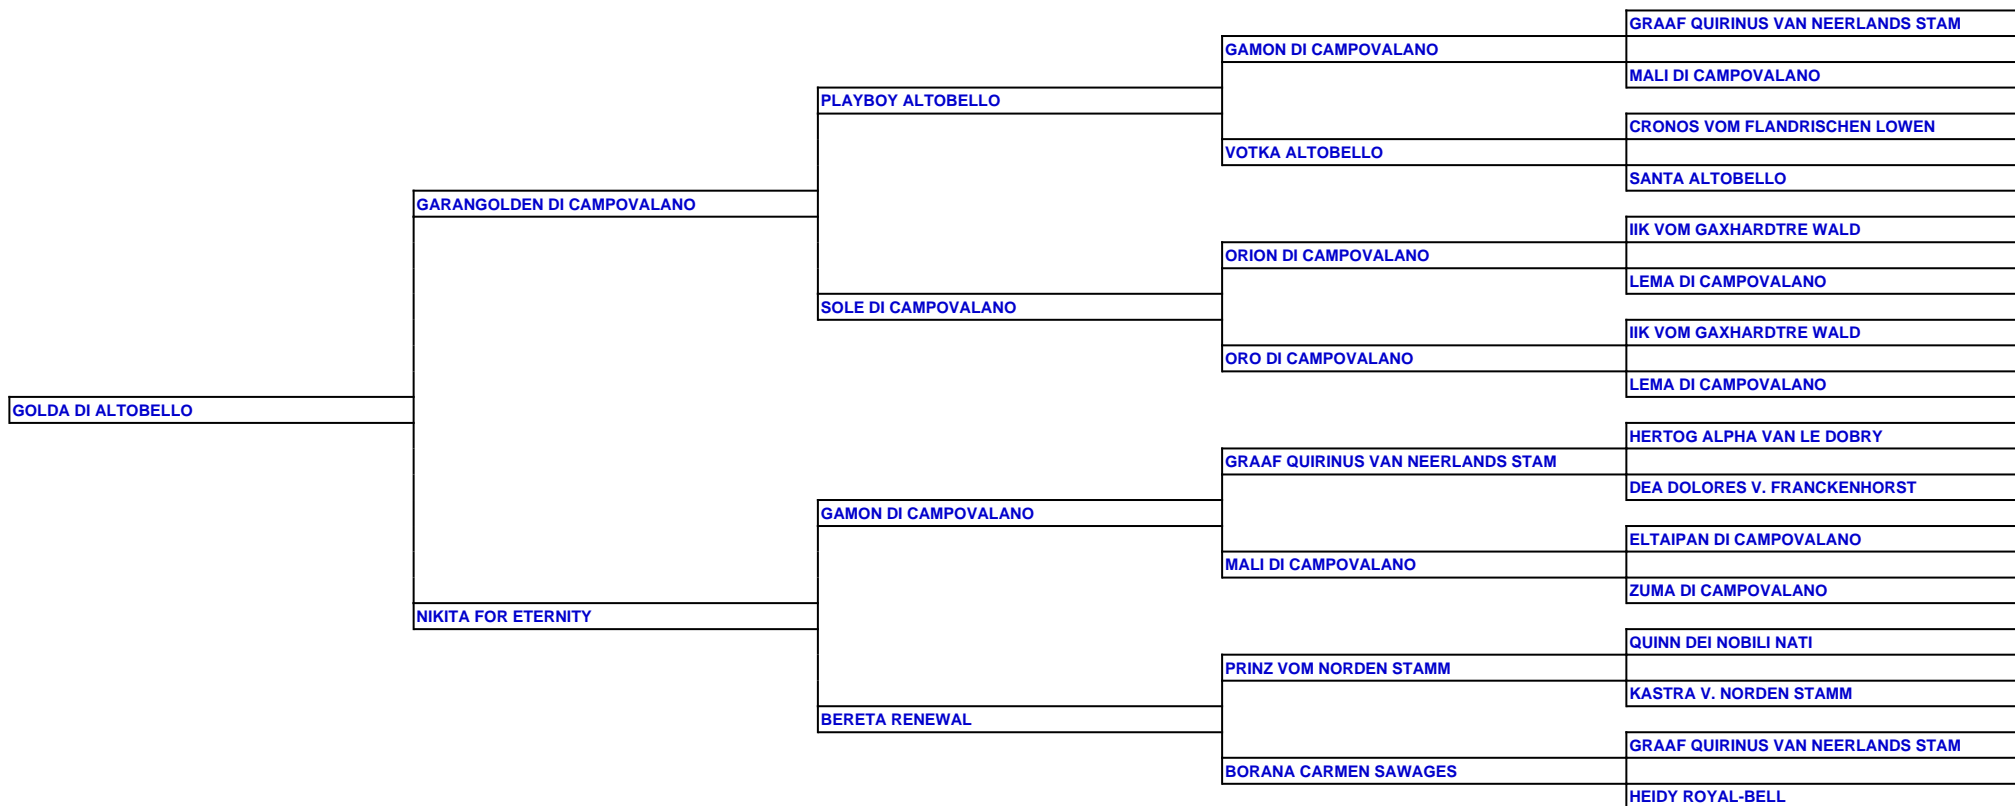 GRAAF QUIRINUS VAN NEERLANDS STAM
GAMON DI CAMPOVALANO
MALI DI CAMPOVALANO
PLAYBOY ALTOBELLO
CRONOS VOM FLANDRISCHEN LOWEN
VOTKA ALTOBELLO
SANTA ALTOBELLO
GARANGOLDEN DI CAMPOVALANO
IIK VOM GAXHARDTRE WALD
ORION DI CAMPOVALANO
LEMA DI CAMPOVALANO
SOLE DI CAMPOVALANO
IIK VOM GAXHARDTRE WALD
ORO DI CAMPOVALANO
LEMA DI CAMPOVALANO
GOLDA DI ALTOBELLO
HERTOG ALPHA VAN LE DOBRY
GRAAF QUIRINUS VAN NEERLANDS STAM
DEA DOLORES V. FRANCKENHORST
GAMON DI CAMPOVALANO
ELTAIPAN DI CAMPOVALANO
MALI DI CAMPOVALANO
ZUMA DI CAMPOVALANO
NIKITA FOR ETERNITY
QUINN DEI NOBILI NATI
PRINZ VOM NORDEN STAMM
KASTRA V. NORDEN STAMM
BERETA RENEWAL
GRAAF QUIRINUS VAN NEERLANDS STAM
BORANA CARMEN SAWAGES
HEIDY ROYAL-BELL